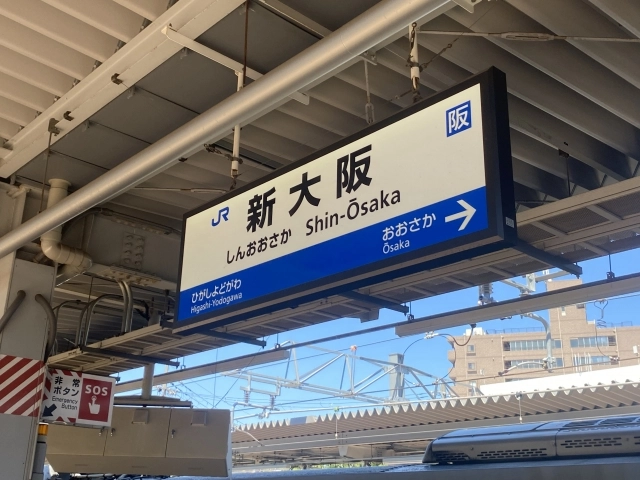 阪
JR
新大阪
しんおおさか Shin-Ōsaka
おおさか
Ōsaka
ひがしよどがわ
Higashi-Yodogawa
非常
ボタン
Emergency
Button
SOS